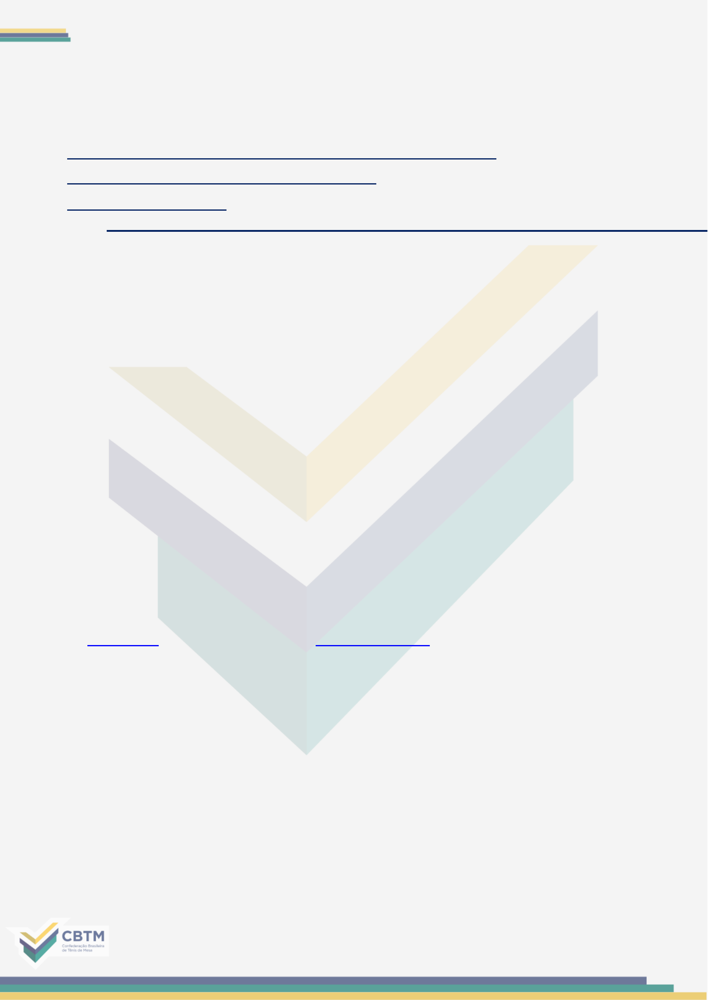 CBTM
Confederação Brasileira
de Tênis de Mesa